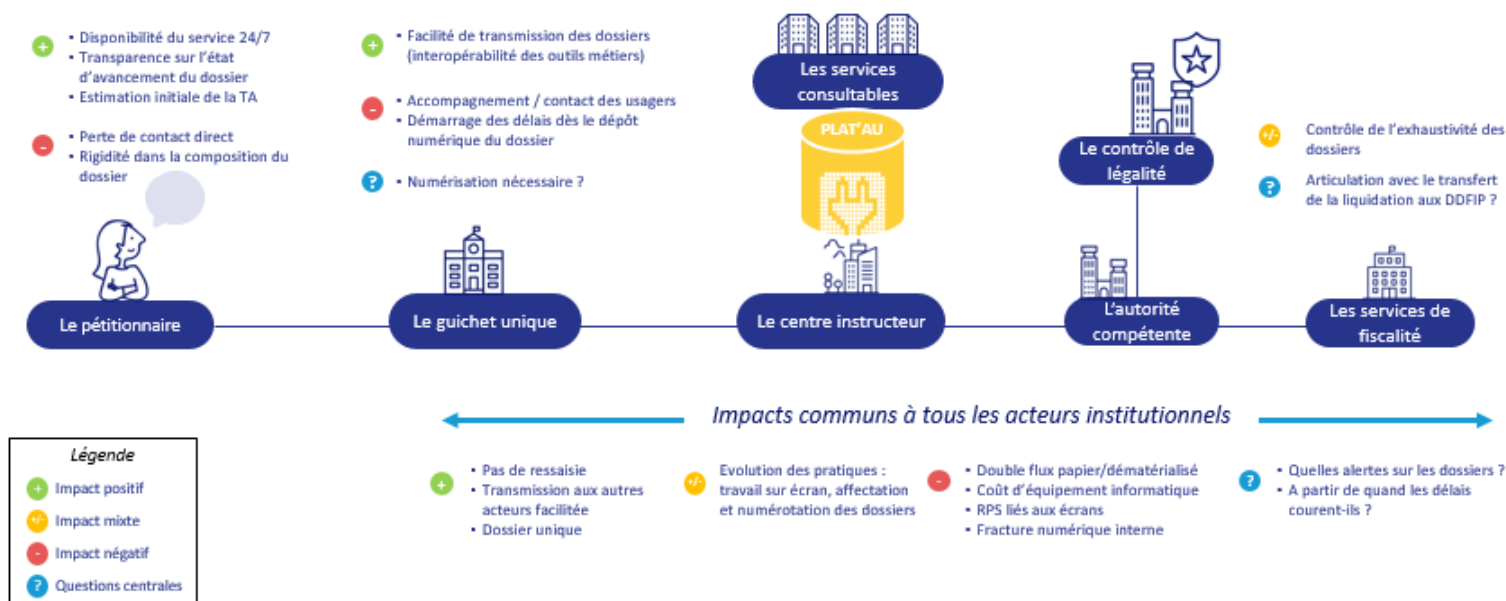 Disponibilité du service 24/7
Transparence sur l'état
d'avancement du dossier
Estimation initiale de la TA
Perte de contact direct
Rigidité dans la composition du
dossier
Le pétitionnaire
Facilité de transmission des dossiers
(interopérabilité des outils métiers)
Accompagnement / contact des usagers
Démarrage des délais dès le dépôt
numérique du dossier
Numérisation nécessaire ?
Le guichet unique
Les services
consultables
PLAT'AU
Le centre instructeur
Le contrôle de
légalité
L'autorité
compétente
+/- Contrôle de l'exhaustivité des
dossiers
? Articulation avec le transfert
de la liquidation aux DDFIP ?
Les services de
fiscalité
Impacts communs à tous les acteurs institutionnels
Pas de ressaisie
Transmission aux autres
acteurs facilitée
Dossier unique
+/- Evolution des pratiques :
travail sur écran, affectation
et numérotation des dossiers
Double flux papier/dématérialisé
Coût d'équipement informatique
RPS liés aux écrans
Fracture numérique interne
Quelles alertes sur les dossiers ?
A partir de quand les délais
courent-ils ?
Légende
+ Impact positif
+/- Impact mixte
- Impact négatif
? Questions centrales